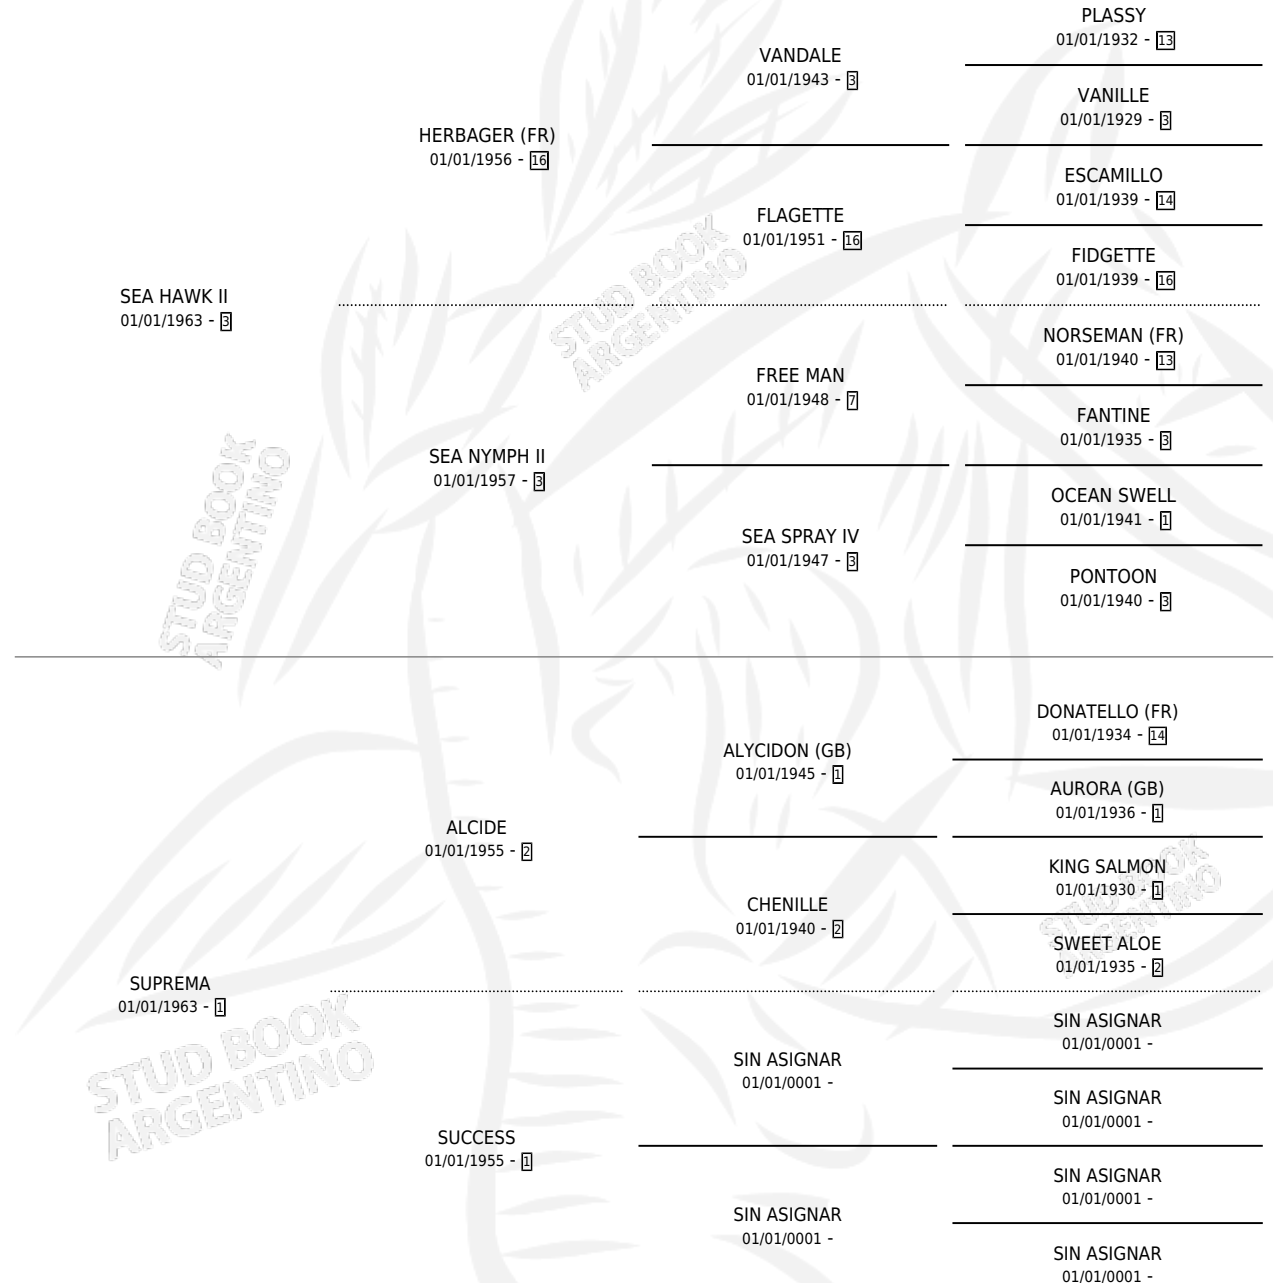 PLASSY
01/01/1932 - 13
VANDALE
01/01/1943 - 3
VANILLE
01/01/1929 - 3
HERBAGER (FR)
01/01/1956 - 16
ESCAMILLO
01/01/1939 - 14
FLAGETTE
01/01/1951 - 16
FIDGETTE
01/01/1939 - 16
SEA HAWK II
01/01/1963 - 3
NORSEMAN (FR)
01/01/1940 - 13
FREE MAN
01/01/1948 - 7
FANTINE
01/01/1935 - 3
SEA NYMPH II
01/01/1957 - 3
OCEAN SWELL
01/01/1941 - 1
SEA SPRAY IV
01/01/1947 - 3
PONTOON
01/01/1940 - 3
DONATELLO (FR)
01/01/1934 - 14
ALYCIDON (GB)
01/01/1945 - 1
AURORA (GB)
01/01/1936 - 1
ALCIDE
01/01/1955 - 2
KING SALMON
01/01/1930 - 1
CHENILLE
01/01/1940 - 2
SWEET ALOE
01/01/1935 - 2
SUPREMA
01/01/1963 - 1
SIN ASIGNAR
01/01/0001 -
SIN ASIGNAR
01/01/0001 -
SIN ASIGNAR
01/01/0001 -
SUCCESS
01/01/1955 - 1
SIN ASIGNAR
01/01/0001 -
SIN ASIGNAR
01/01/0001 -
SIN ASIGNAR
01/01/0001 -
STUD BOOK
ARGENTINO
STUD BOOK
ARGENTINO
STUD BOOK
ARGENTINO
STUD BOOK
ARGENTINO